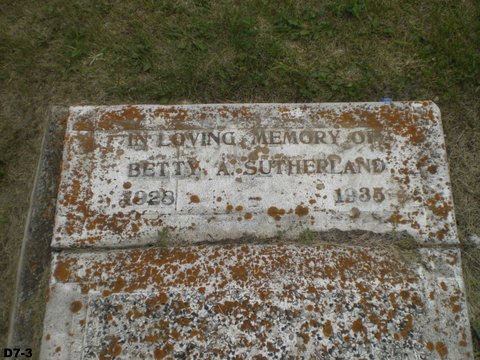 IN LOVING MEMORY OF
BETTY. A. SUTHERLAND
1928 - 1935
D7-3